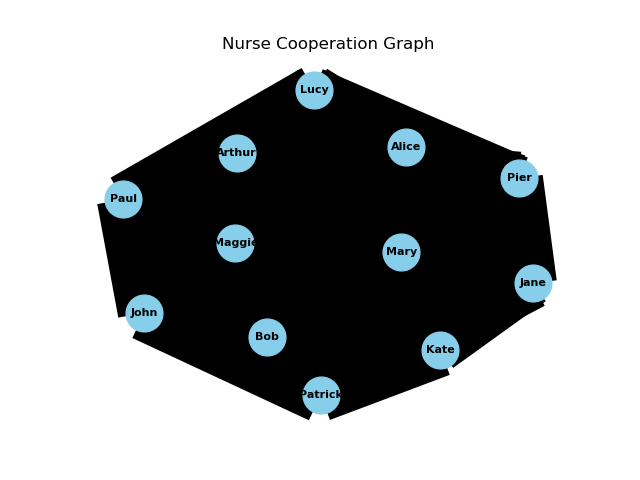 Nurse Cooperation Graph
Lucy
Arthur
Alice
Pier
Paul
Maggie
Mary
Jane
John
Bob
Kate
Patrick